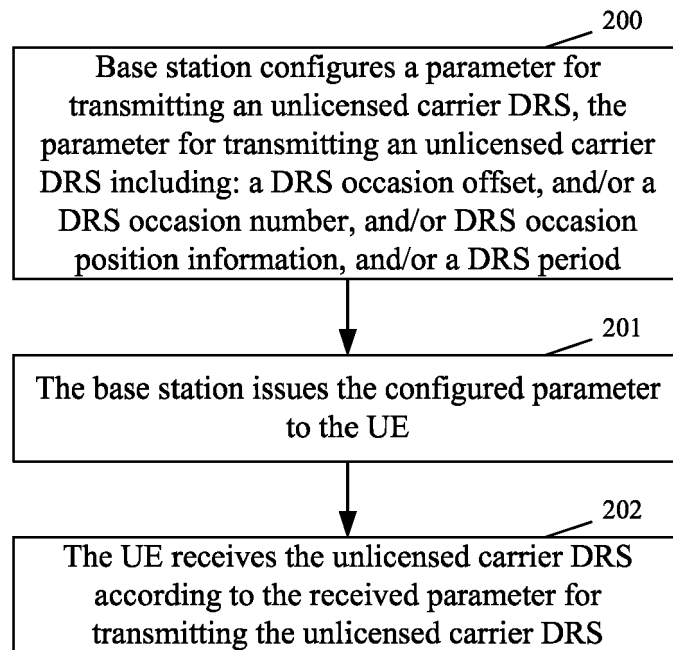 200
Base station configures a parameter for
transmitting an unlicensed carrier DRS, the
parameter for transmitting an unlicensed carrier
DRS including: a DRS occasion offset, and/or a
DRS occasion number, and/or DRS occasion
position information, and/or a DRS period
201
The base station issues the configured parameter
to the UE
202
The UE receives the unlicensed carrier DRS
according to the received parameter for
transmitting the unlicensed carrier DRS